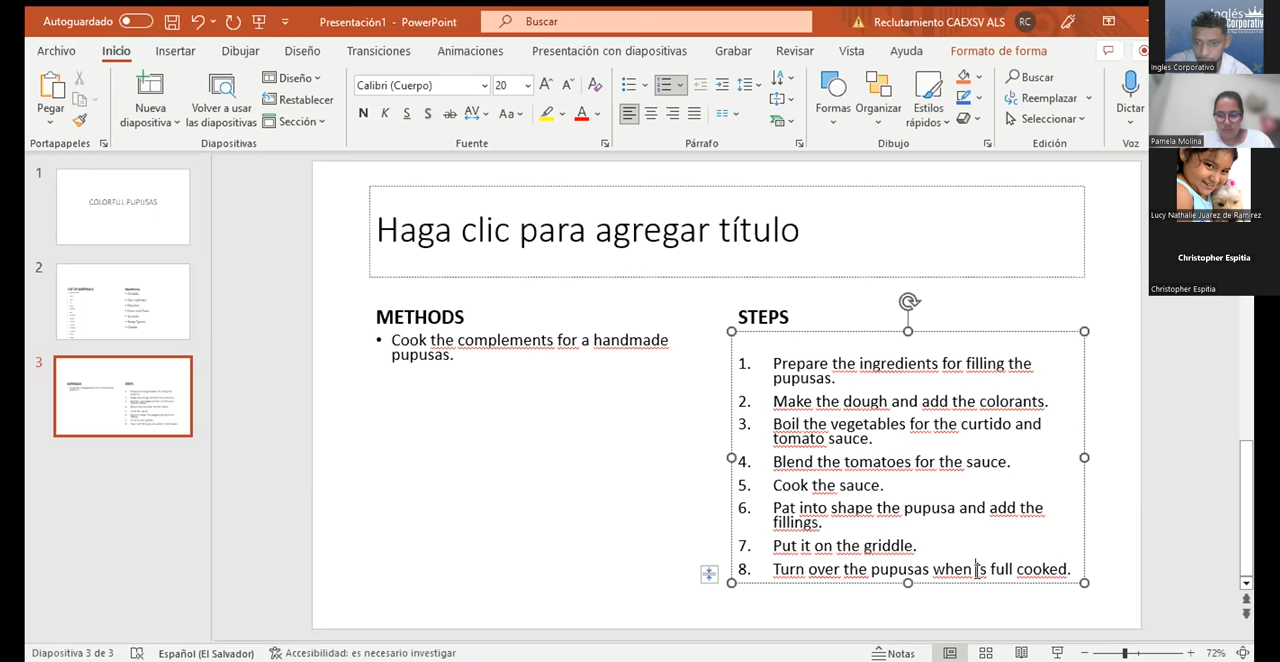 Autoguardado
Presentación1 - PowerPoint
Buscar
Reclutamiento CAEXSV ALS
RC
Archivo Inicio Insertar Dibujar Diseño Transiciones Animaciones Presentación con diapositivas Grabar Revisar Vista Ayuda Formato de forma
Pegar
Portapapeles
Nueva
diapositiva
Volver a usar
las diapositivas
Diseño
Restablecer
Sección
Diapositivas
Calibri (Cuerpo) 20
N K S S ab AV Aa A
Fuente
Párrafo
Formas
Organizar
Estilos
rápidos
Dibujo
Buscar
Reemplazar
Seleccionar
Edición
Dictar
Voz
Inglés
Corporativo
Ingles Corporativo
Pamela Molina
Lucy Nathalie Juarez de Ramirez
Christopher Espitia
Christopher Espitia
1
COLORFUL PUPUSAS
2
3
METHODS
STEPS
Haga clic para agregar título
METHODS
• Cook the complements for a handmade
pupusas.
STEPS
1. Prepare the ingredients for filling the
pupusas.
2. Make the dough and add the colorants.
3. Boil the vegetables for the curtido and
tomato sauce.
4. Blend the tomatoes for the sauce.
5. Cook the sauce.
6. Pat into shape the pupusa and add the
fillings.
7. Put it on the griddle.
8. Turn over the pupusas when is full cooked.
Diapositiva 3 de 3
Español (El Salvador)
Accesibilidad: es necesario investigar
Notas
72%